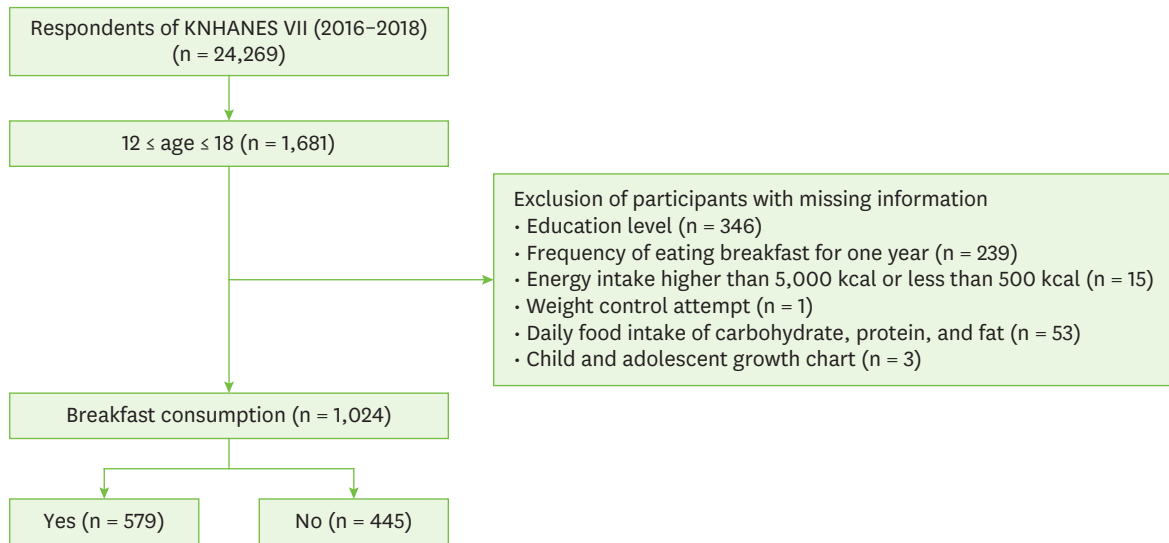 Respondents of KNHANES VII (2016–2018)
(n = 24,269)
12 ≤ age ≤ 18 (n = 1,681)
Exclusion of participants with missing information
· Education level (n = 346)
· Frequency of eating breakfast for one year (n = 239)
· Energy intake higher than 5,000 kcal or less than 500 kcal (n = 15)
· Weight control attempt (n = 1)
· Daily food intake of carbohydrate, protein, and fat (n = 53)
· Child and adolescent growth chart (n = 3)
Breakfast consumption (n = 1,024)
Yes (n = 579)
No (n = 445)